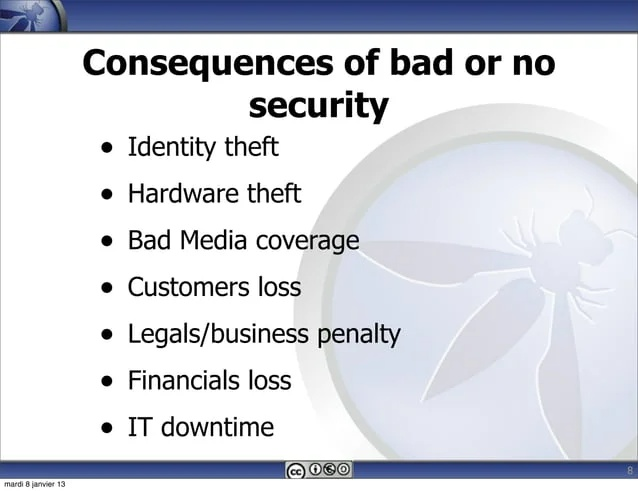 Consequences of bad or no
security
• Identity theft
• Hardware theft
• Bad Media coverage
• Customers loss
• Legals/business penalty
• Financials loss
• IT downtime
cc
8
mardi 8 janvier 13